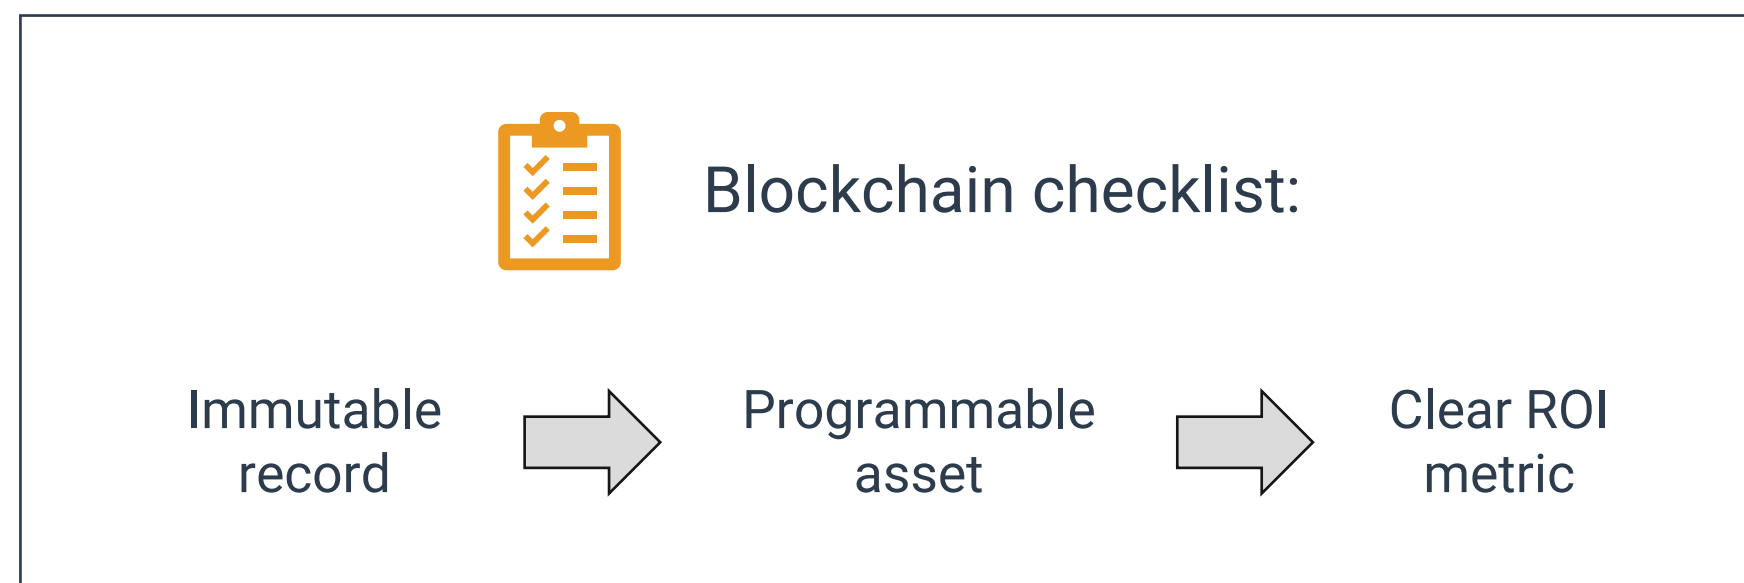 Blockchain checklist:
Immutable
record
Programmable
asset
Clear ROI
metric